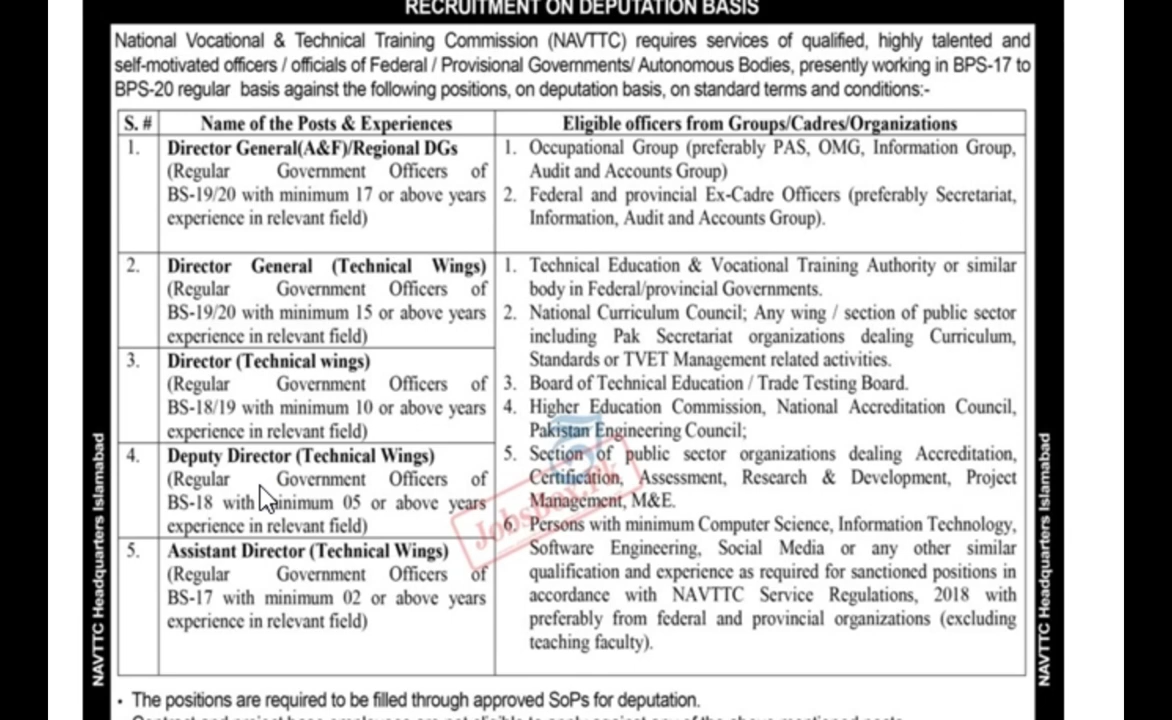 RECRUITMENT ON DEPUTATION BASIS
National Vocational & Technical Training Commission (NAVTTC) requires services of qualified, highly talented and
self-motivated officers / officials of Federal / Provisional Governments/ Autonomous Bodies, presently working in BPS-17 to
BPS-20 regular basis against the following positions, on deputation basis, on standard terms and conditions:-
S. # Name of the Posts & Experiences Eligible officers from Groups/Cadres/Organizations
1. Director General(A&F)/Regional DGs
(Regular Government Officers of
BS-19/20 with minimum 17 or above years
experience in relevant field)
1. Occupational Group (preferably PAS, OMG, Information Group,
Audit and Accounts Group)
2. Federal and provincial Ex-Cadre Officers (preferably Secretariat,
Information, Audit and Accounts Group).
2. Director General (Technical Wings)
(Regular Government Officers of
BS-19/20 with minimum 15 or above years
experience in relevant field)
3. Director (Technical wings)
(Regular Government Officers of
BS-18/19 with minimum 10 or above years
experience in relevant field)
4. Deputy Director (Technical Wings)
(Regular Government Officers of
BS-18 with minimum 05 or above years
experience in relevant field)
5. Assistant Director (Technical Wings)
(Regular Government Officers of
BS-17 with minimum 02 or above years
experience in relevant field)
1. Technical Education & Vocational Training Authority or similar
body in Federal/provincial Governments.
2. National Curriculum Council; Any wing / section of public sector
including Pak Secretariat organizations dealing Curriculum,
Standards or TVET Management related activities.
3. Board of Technical Education / Trade Testing Board.
4. Higher Education Commission, National Accreditation Council,
Pakistan Engineering Council;
5. Section of public sector organizations dealing Accreditation,
Certification, Assessment, Research & Development, Project
Management, M&E.
6. Persons with minimum Computer Science, Information Technology,
Software Engineering, Social Media or any other similar
qualification and experience as required for sanctioned positions in
accordance with NAVTTC Service Regulations, 2018 with
preferably from federal and provincial organizations (excluding
teaching faculty).
Jobsbox.pk
NAVTTC Headquarters Islamabad
NAVTTC Headquarters Islamabad
• The positions are required to be filled through approved SoPs for deputation.